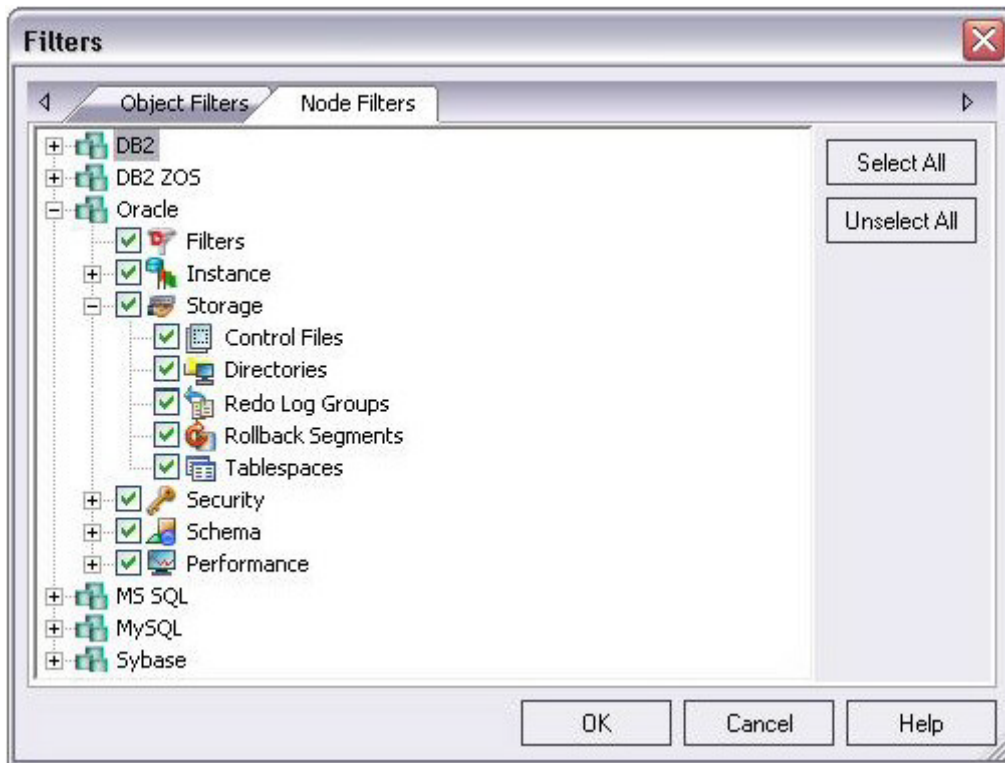 Filters
Object Filters
Node Filters
DB2
DB2 ZOS
Oracle
Filters
Instance
Storage
Control Files
Directories
Redo Log Groups
Rollback Segments
Tablespaces
Security
Schema
Performance
MS SQL
MySQL
Sybase
Select All
Unselect All
OK
Cancel
Help